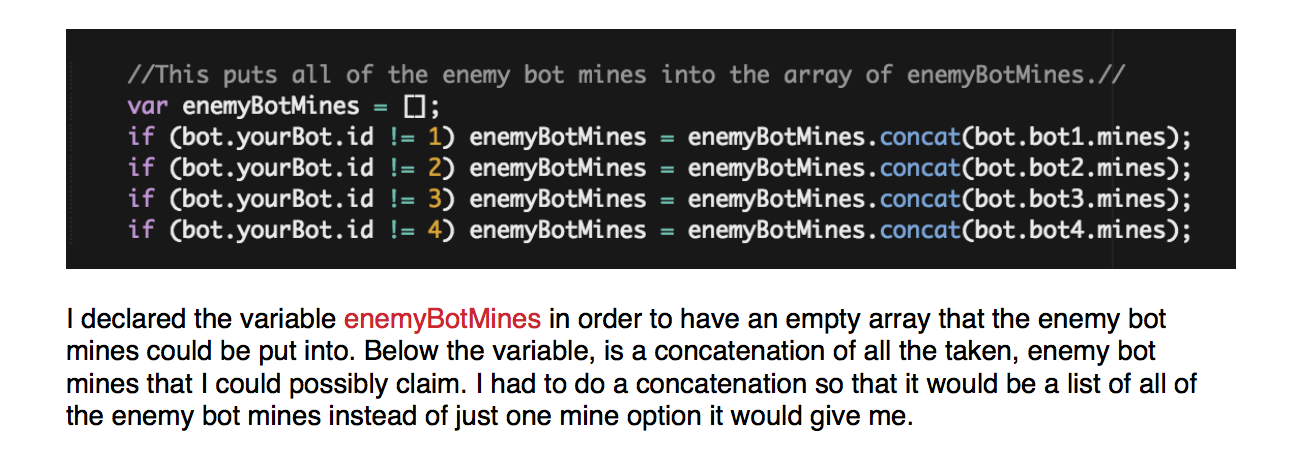 //This puts all of the enemy bot mines into the array of enemyBotMines.//
var enemyBotMines = [];
if (bot.yourBot.id != 1) enemyBotMines = enemyBotMines.concat(bot.bot1.mines);
if (bot.yourBot.id != 2) enemyBotMines = enemyBotMines.concat(bot.bot2.mines);
if (bot.yourBot.id != 3) enemyBotMines = enemyBotMines.concat(bot.bot3.mines);
if (bot.yourBot.id != 4) enemyBotMines = enemyBotMines.concat(bot.bot4.mines);
I declared the variable enemyBotMines in order to have an empty array that the enemy bot
mines could be put into. Below the variable, is a concatenation of all the taken, enemy bot
mines that I could possibly claim. I had to do a concatenation so that it would be a list of all of
the enemy bot mines instead of just one mine option it would give me.